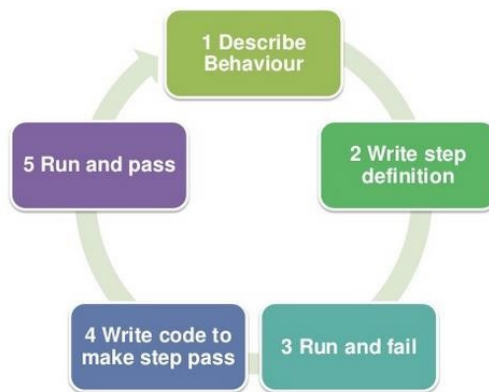 1 Describe
Behaviour
2 Write step
definition
3 Run and fail
4 Write code to
make step pass
5 Run and pass